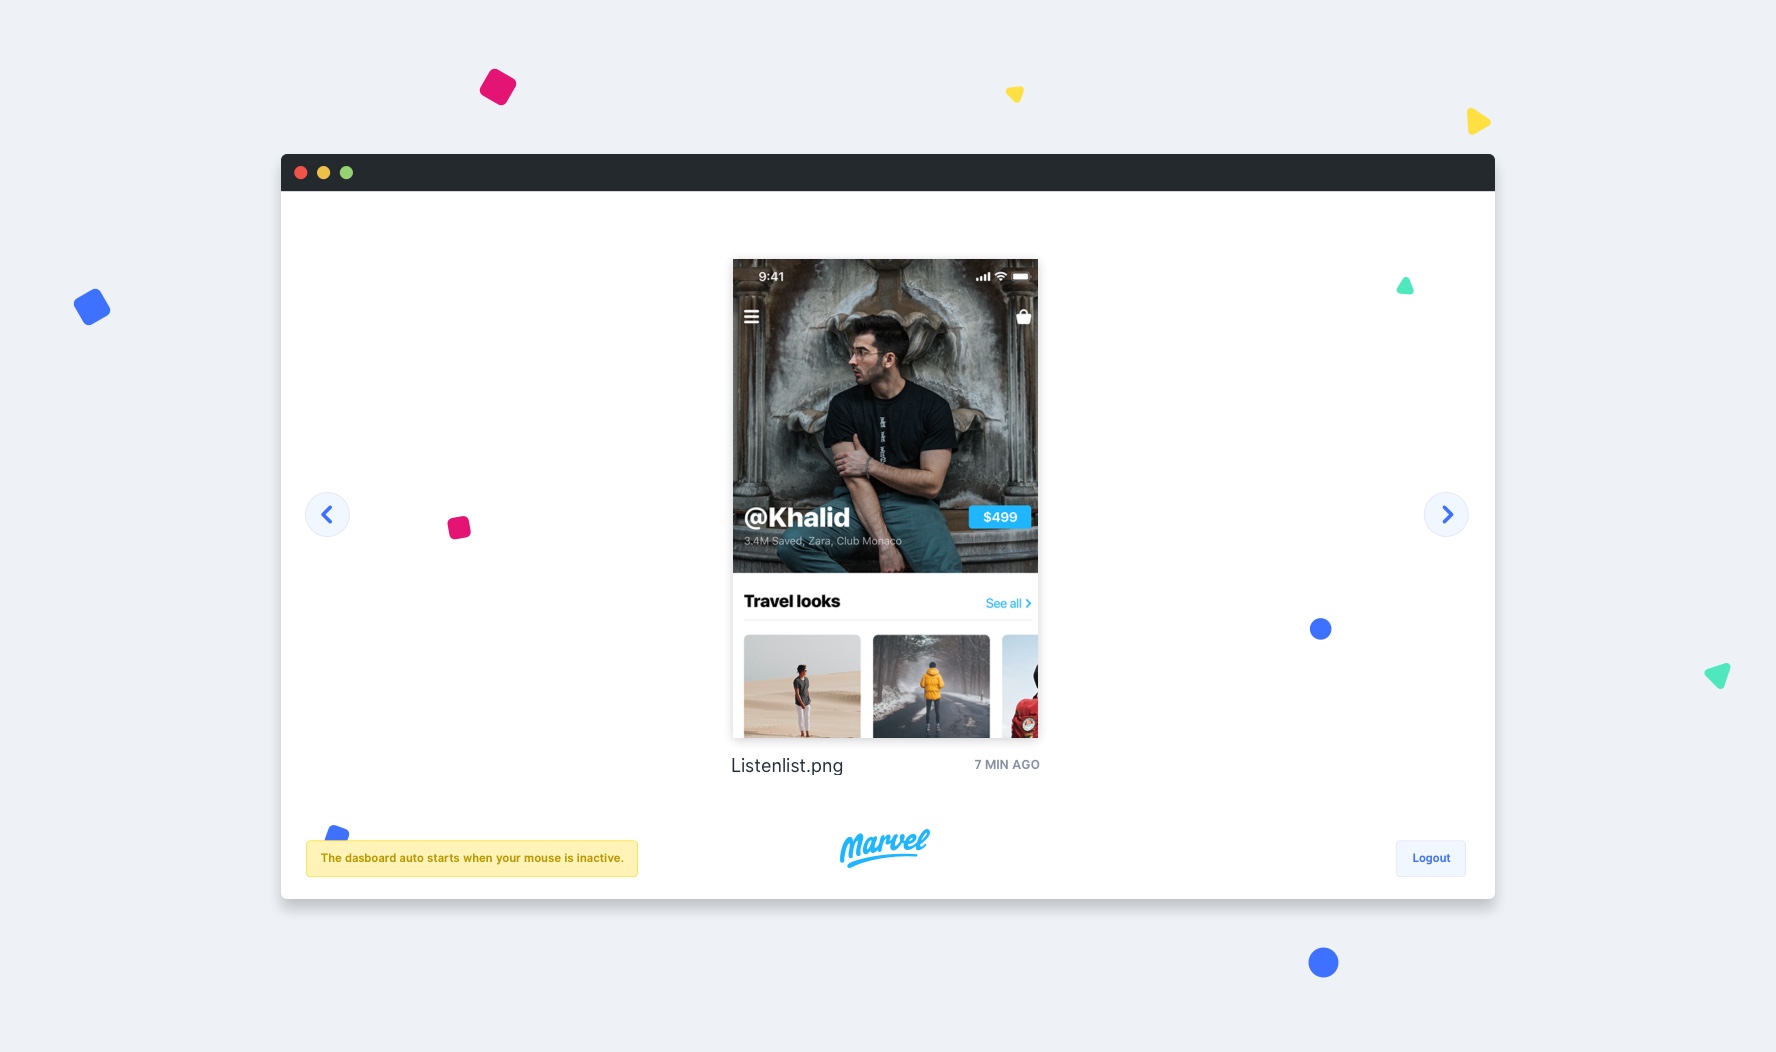 9:41
@Khalid
$499
3.4M Saved, Zara, Club Monaco
Travel looks
See all
Listenlist.png
7 MIN AGO
The dasboard auto starts when your mouse is inactive.
Marvel
Logout